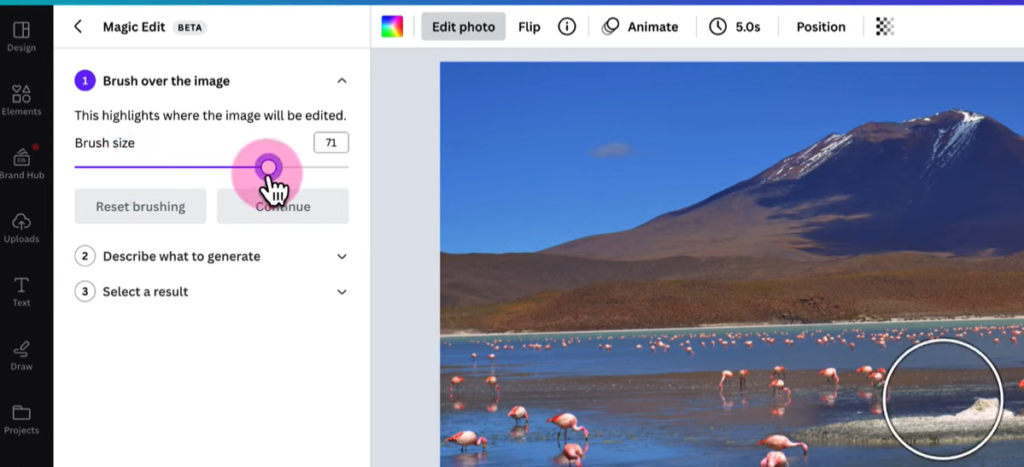 Design
Elements
Brand Hub
Uploads
Text
Draw
Projects
Magic Edit BETA
1 Brush over the image
This highlights where the image will be edited.
Brush size 71
Reset brushing Continue
2 Describe what to generate
3 Select a result
Edit photo Flip Animate 5.0s Position